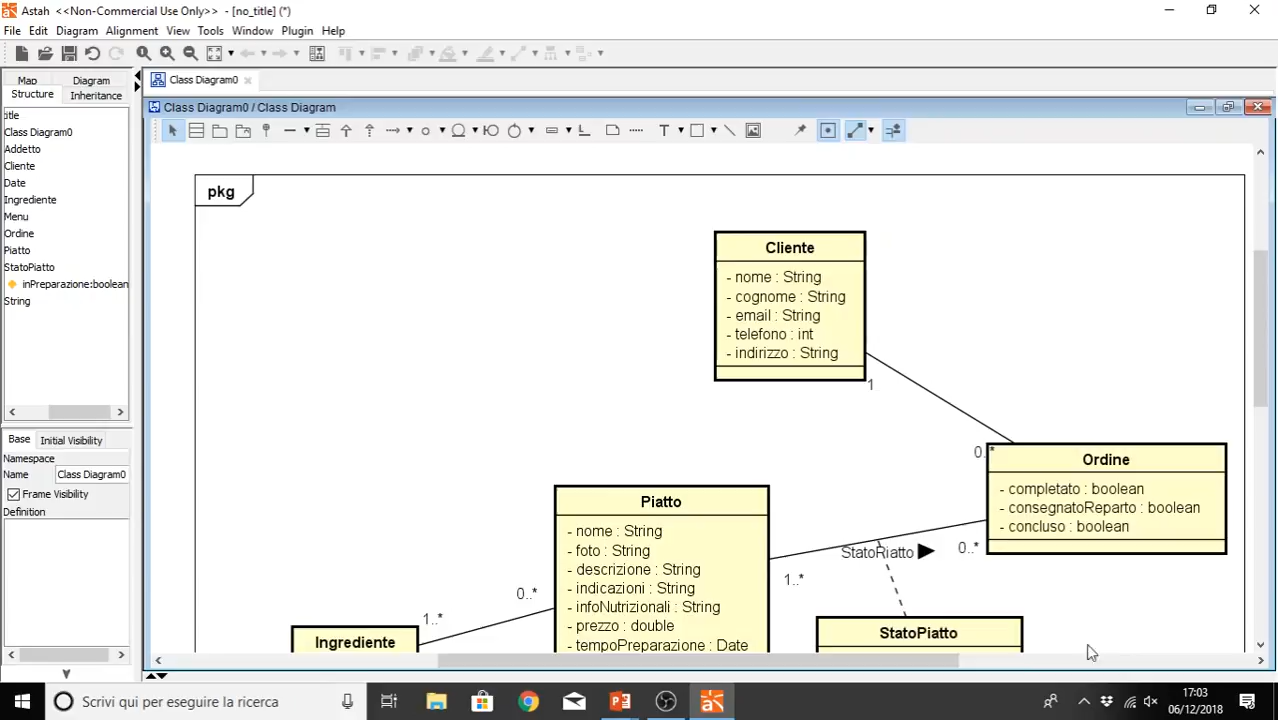 Astah <<Non-Commercial Use Only>> - [no_title] (*)
File Edit Diagram Alignment View Tools Window Plugin Help
Map Diagram
Structure Inheritance
Class Diagram0
Class Diagram0 / Class Diagram
title
Class Diagram0
Addetto
Cliente
Date
Ingrediente
Menu
Ordine
Piatto
StatoPiatto
inPreparazione:boolean
String
Base Initial Visibility
Namespace
Name Class Diagram0
Frame Visibility
Definition
pkg
Cliente
- nome : String
- cognome : String
- email : String
- telefono : int
- indirizzo : String
1
0..*
Ordine
- completato : boolean
- consegnatoReparto : boolean
- concluso : boolean
0..*
StatoPiatto
1..*
Piatto
- nome : String
- foto : String
- descrizione : String
- indicazioni : String
- infoNutrizionali : String
- prezzo : double
- tempoPreparazione : Date
0..*
1..*
Ingrediente
StatoPiatto
Scrivi qui per eseguire la ricerca
17:03
06/12/2018